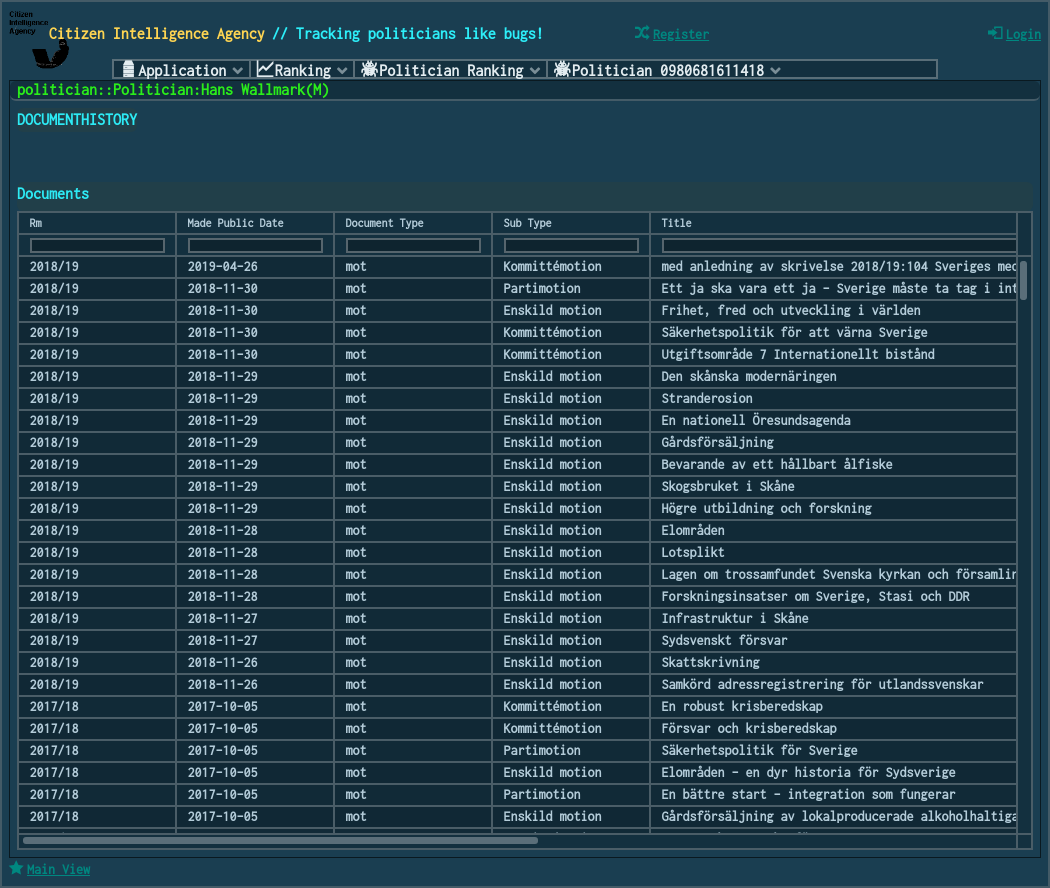 Citizen
Intelligence
Agency
Citizen Intelligence Agency // Tracking politicians like bugs!
Register
Login
Application
Ranking
Politician Ranking
Politician 0980681611418
politician::Politician:Hans Wallmark(M)
DOCUMENTHISTORY
Documents
Rm Made Public Date Document Type Sub Type Title
2018/19 2019-04-26 mot Kommittémotion med anledning av skrivelse 2018/19:104 Sveriges med
2018/19 2018-11-30 mot Partimotion Ett ja ska vara ett ja – Sverige måste ta tag i int
2018/19 2018-11-30 mot Enskild motion Frihet, fred och utveckling i världen
2018/19 2018-11-30 mot Kommittémotion Säkerhetspolitik för att värna Sverige
2018/19 2018-11-30 mot Kommittémotion Utgiftsområde 7 Internationellt bistånd
2018/19 2018-11-29 mot Enskild motion Den skånska modernäringen
2018/19 2018-11-29 mot Enskild motion Stranderosion
2018/19 2018-11-29 mot Enskild motion En nationell Öresundsagenda
2018/19 2018-11-29 mot Enskild motion Gårdsförsäljning
2018/19 2018-11-29 mot Enskild motion Bevarande av ett hållbart ålfiske
2018/19 2018-11-29 mot Enskild motion Skogsbruket i Skåne
2018/19 2018-11-29 mot Enskild motion Högre utbildning och forskning
2018/19 2018-11-28 mot Enskild motion Elområden
2018/19 2018-11-28 mot Enskild motion Lotsplikt
2018/19 2018-11-28 mot Enskild motion Lagen om trossamfundet Svenska kyrkan och församlin
2018/19 2018-11-28 mot Enskild motion Forskningsinsatser om Sverige, Stasi och DDR
2018/19 2018-11-27 mot Enskild motion Infrastruktur i Skåne
2018/19 2018-11-27 mot Enskild motion Sydsvenskt försvar
2018/19 2018-11-26 mot Enskild motion Skattskrivning
2018/19 2018-11-26 mot Enskild motion Samkörd adressregistrering för utlandssvenskar
2017/18 2017-10-05 mot Kommittémotion En robust krisberedskap
2017/18 2017-10-05 mot Kommittémotion Försvar och krisberedskap
2017/18 2017-10-05 mot Partimotion Säkerhetspolitik för Sverige
2017/18 2017-10-05 mot Enskild motion Elområden – en dyr historia för Sydsverige
2017/18 2017-10-05 mot Partimotion En bättre start – integration som fungerar
2017/18 2017-10-05 mot Enskild motion Gårdsförsäljning av lokalproducerade alkoholhaltiga
Main View